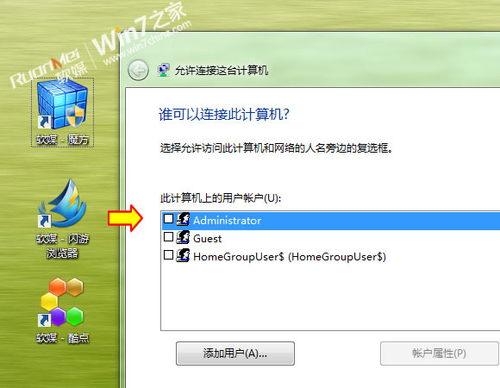 RuanMei
软媒
Win7之家
www.win7china.com
允许连接这台计算机
谁可以连接此计算机?
选择允许访问此计算机和网络的人名旁边的复选框。
此计算机上的用户帐户(U):
Administrator
Guest
HomeGroupUser$ (HomeGroupUser$)
添加用户(A)...
帐户属性(P)
软媒 - 魔方
软媒 - 闪游
浏览器
软媒 - 酷点